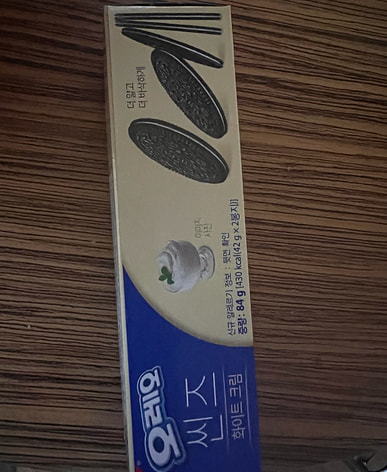 더 얇고
더 바삭하게
이미지
사진
신규 알레르기 정보 : 뒷면 확인
중량: 84 g [430 kcal(42 g × 2봉지)]
오레오
씬즈
화이트 크림